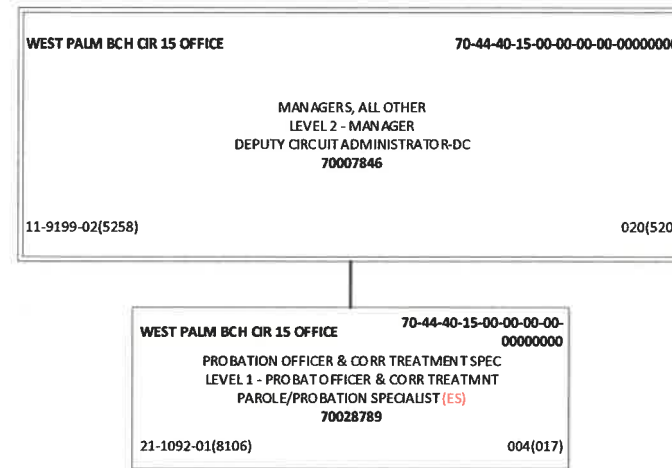 WEST PALM BCH CIR 15 OFFICE 70-44-40-15-00-00-00-00-00000000
MANAGERS, ALL OTHER
LEVEL 2 - MANAGER
DEPUTY CIRCUIT ADMINISTRATOR-DC
70007846
11-9199-02(5258) 020(520
WEST PALM BCH CIR 15 OFFICE 70-44-40-15-00-00-00-00-
00000000
PROBATION OFFICER & CORR TREATMENT SPEC
LEVEL 1 - PROBAT OFFICER & CORR TREATMNT
PAROLE/PROBATION SPECIALIST (ES)
70028789
21-1092-01(8106) 004(017)